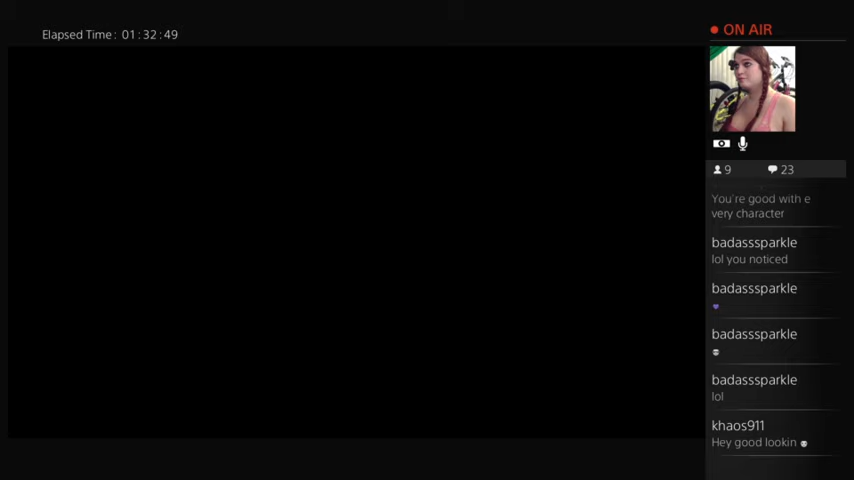 Elapsed Time: 01:32:49
ON AIR
9
23
You're good with e
very character
badasssparkle
lol you noticed
badasssparkle
badasssparkle
badasssparkle
lol
khaos911
Hey good lookin